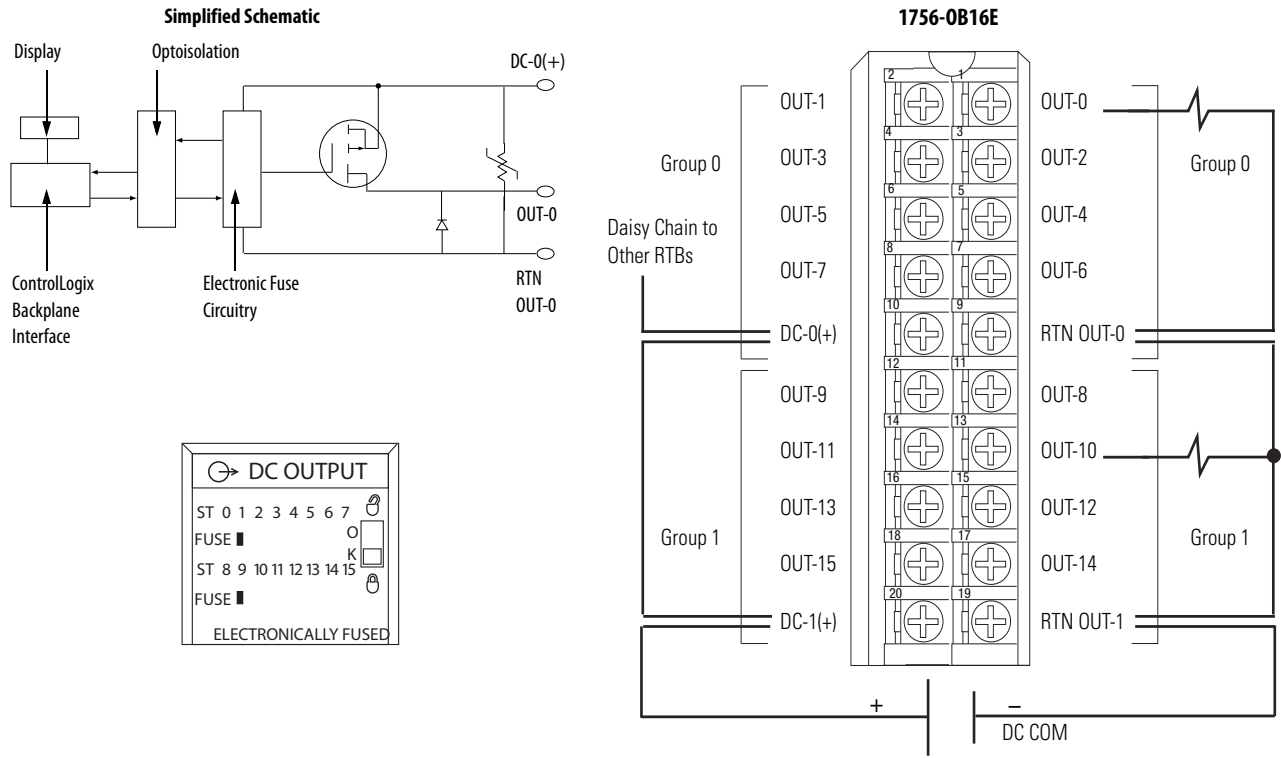 Simplified Schematic
Display
Optoisolation
DC-0(+)
OUT-0
RTN
OUT-0
ControlLogix
Backplane
Interface
Electronic Fuse
Circuitry
DC OUTPUT
ST 0 1 2 3 4 5 6 7
FUSE
O
K
ST 8 9 10 11 12 13 14 15
FUSE
ELECTRONICALLY FUSED
1756-OB16E
2 1
OUT-1 OUT-0
4 3
OUT-3 OUT-2
Group 0 Group 0
6 5
OUT-5 OUT-4
Daisy Chain to
Other RTBs
8 7
OUT-7 OUT-6
10 9
DC-0(+) RTN OUT-0
12 11
OUT-9 OUT-8
14 13
OUT-11 OUT-10
16 15
OUT-13 OUT-12
Group 1 Group 1
18 17
OUT-15 OUT-14
20 19
DC-1(+) RTN OUT-1
+ –
DC COM